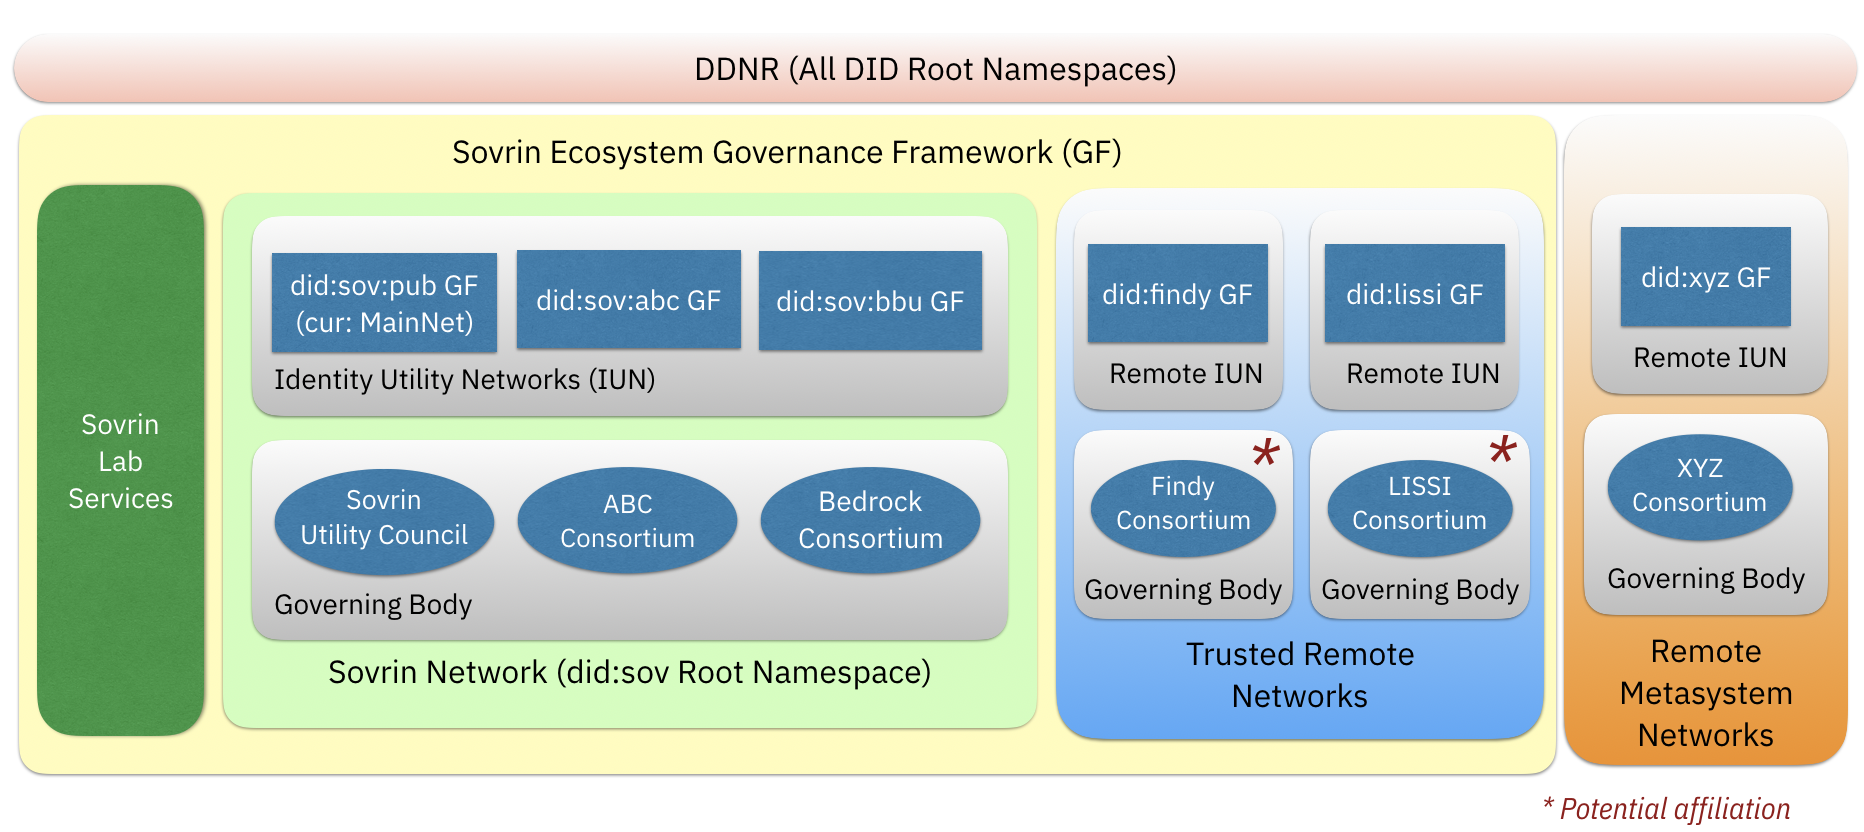 DDNR (All DID Root Namespaces)
Sovrin Ecosystem Governance Framework (GF)
Sovrin
Lab
Services
did:sov:pub GF
(cur: MainNet)
did:sov:abc GF
did:sov:bbu GF
Identity Utility Networks (IUN)
Sovrin
Utility Council
ABC
Consortium
Bedrock
Consortium
Governing Body
Sovrin Network (did:sov Root Namespace)
did:findy GF
Remote IUN
did:lissi GF
Remote IUN
*
Findy
Consortium
Governing Body
*
LISSI
Consortium
Governing Body
Trusted Remote
Networks
did:xyz GF
Remote IUN
XYZ
Consortium
Governing Body
Remote
Metasystem
Networks
* Potential affiliation